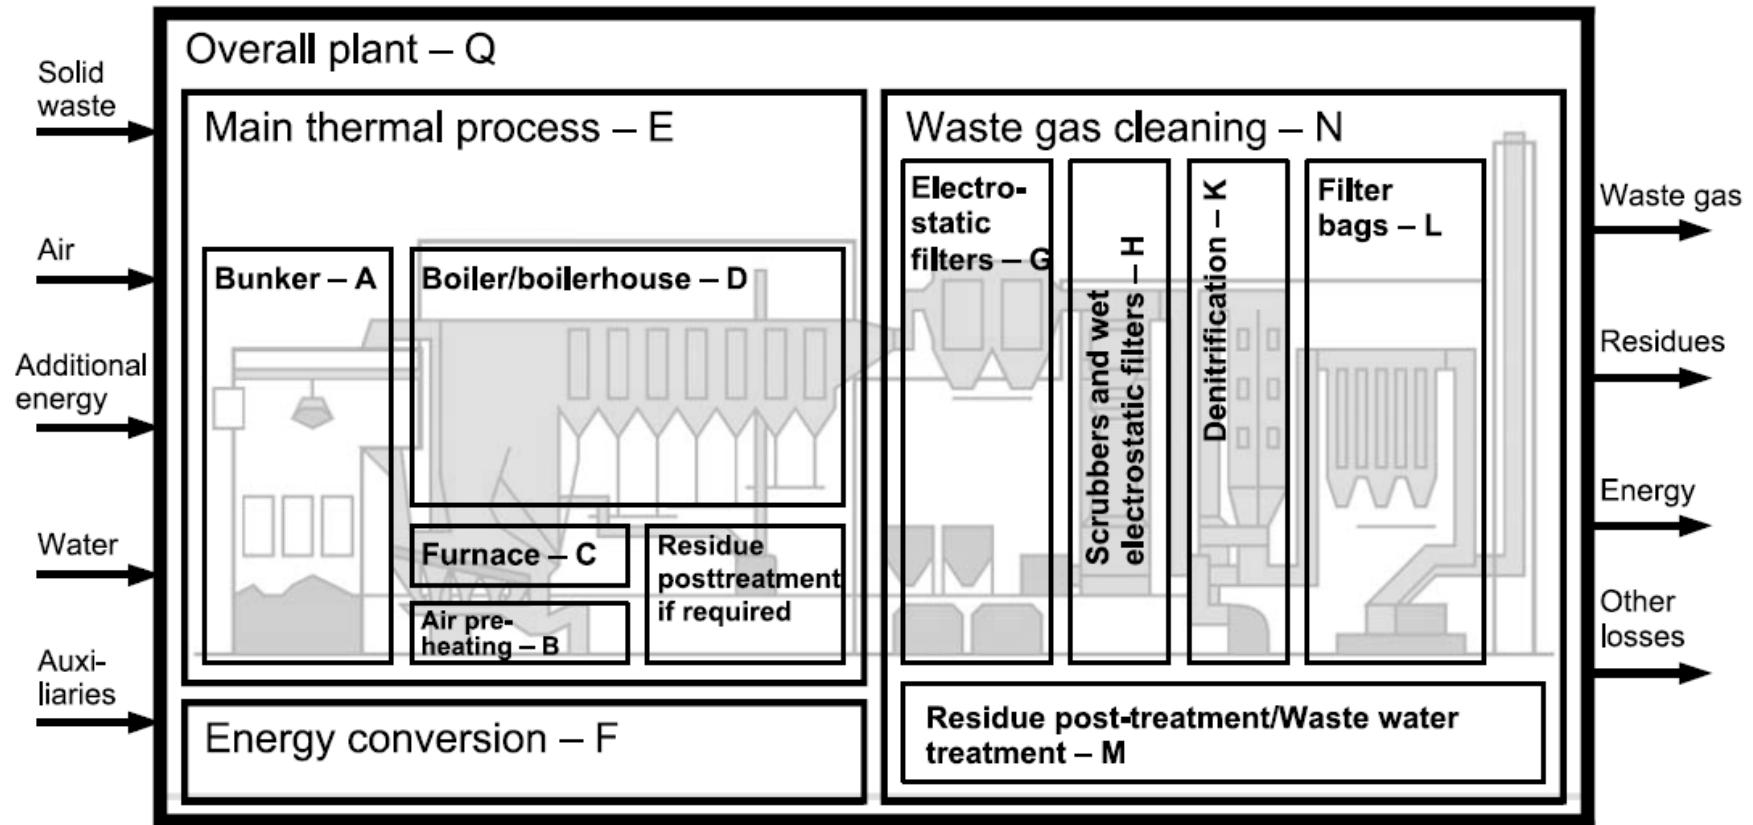 Overall plant – Q
Solid
waste
Air
Additional
energy
Water
Auxi-
liaries
Main thermal process – E
Bunker – A
Boiler/boilerhouse – D
Furnace – C
Air pre-
heating – B
Residue
posttreatment
if required
Energy conversion – F
Waste gas cleaning – N
Electro-
static
filters – G
Scrubbers and wet
electrostatic filters – H
Denitrification – K
Filter
bags – L
Residue post-treatment/Waste water
treatment – M
Waste gas
Residues
Energy
Other
losses